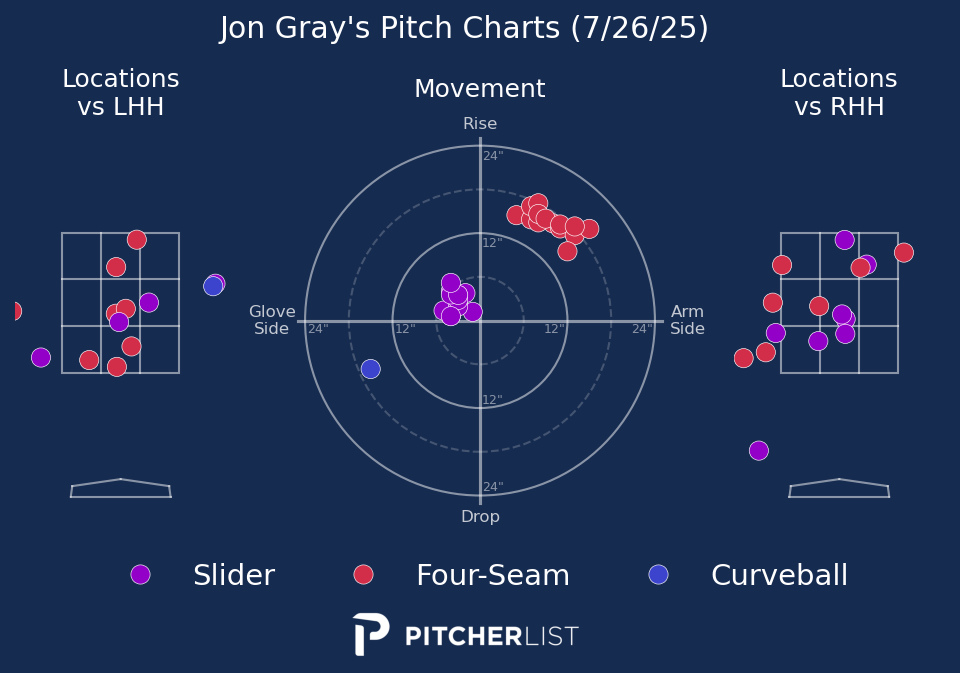 Jon Gray's Pitch Charts (7/26/25)
Locations
vs LHH
Movement
Locations
vs RHH
Rise
24"
12"
Glove
Side
24"
12"
12"
24"
Arm
Side
12"
24"
Drop
Slider
Four-Seam
Curveball
PITCHERLIST